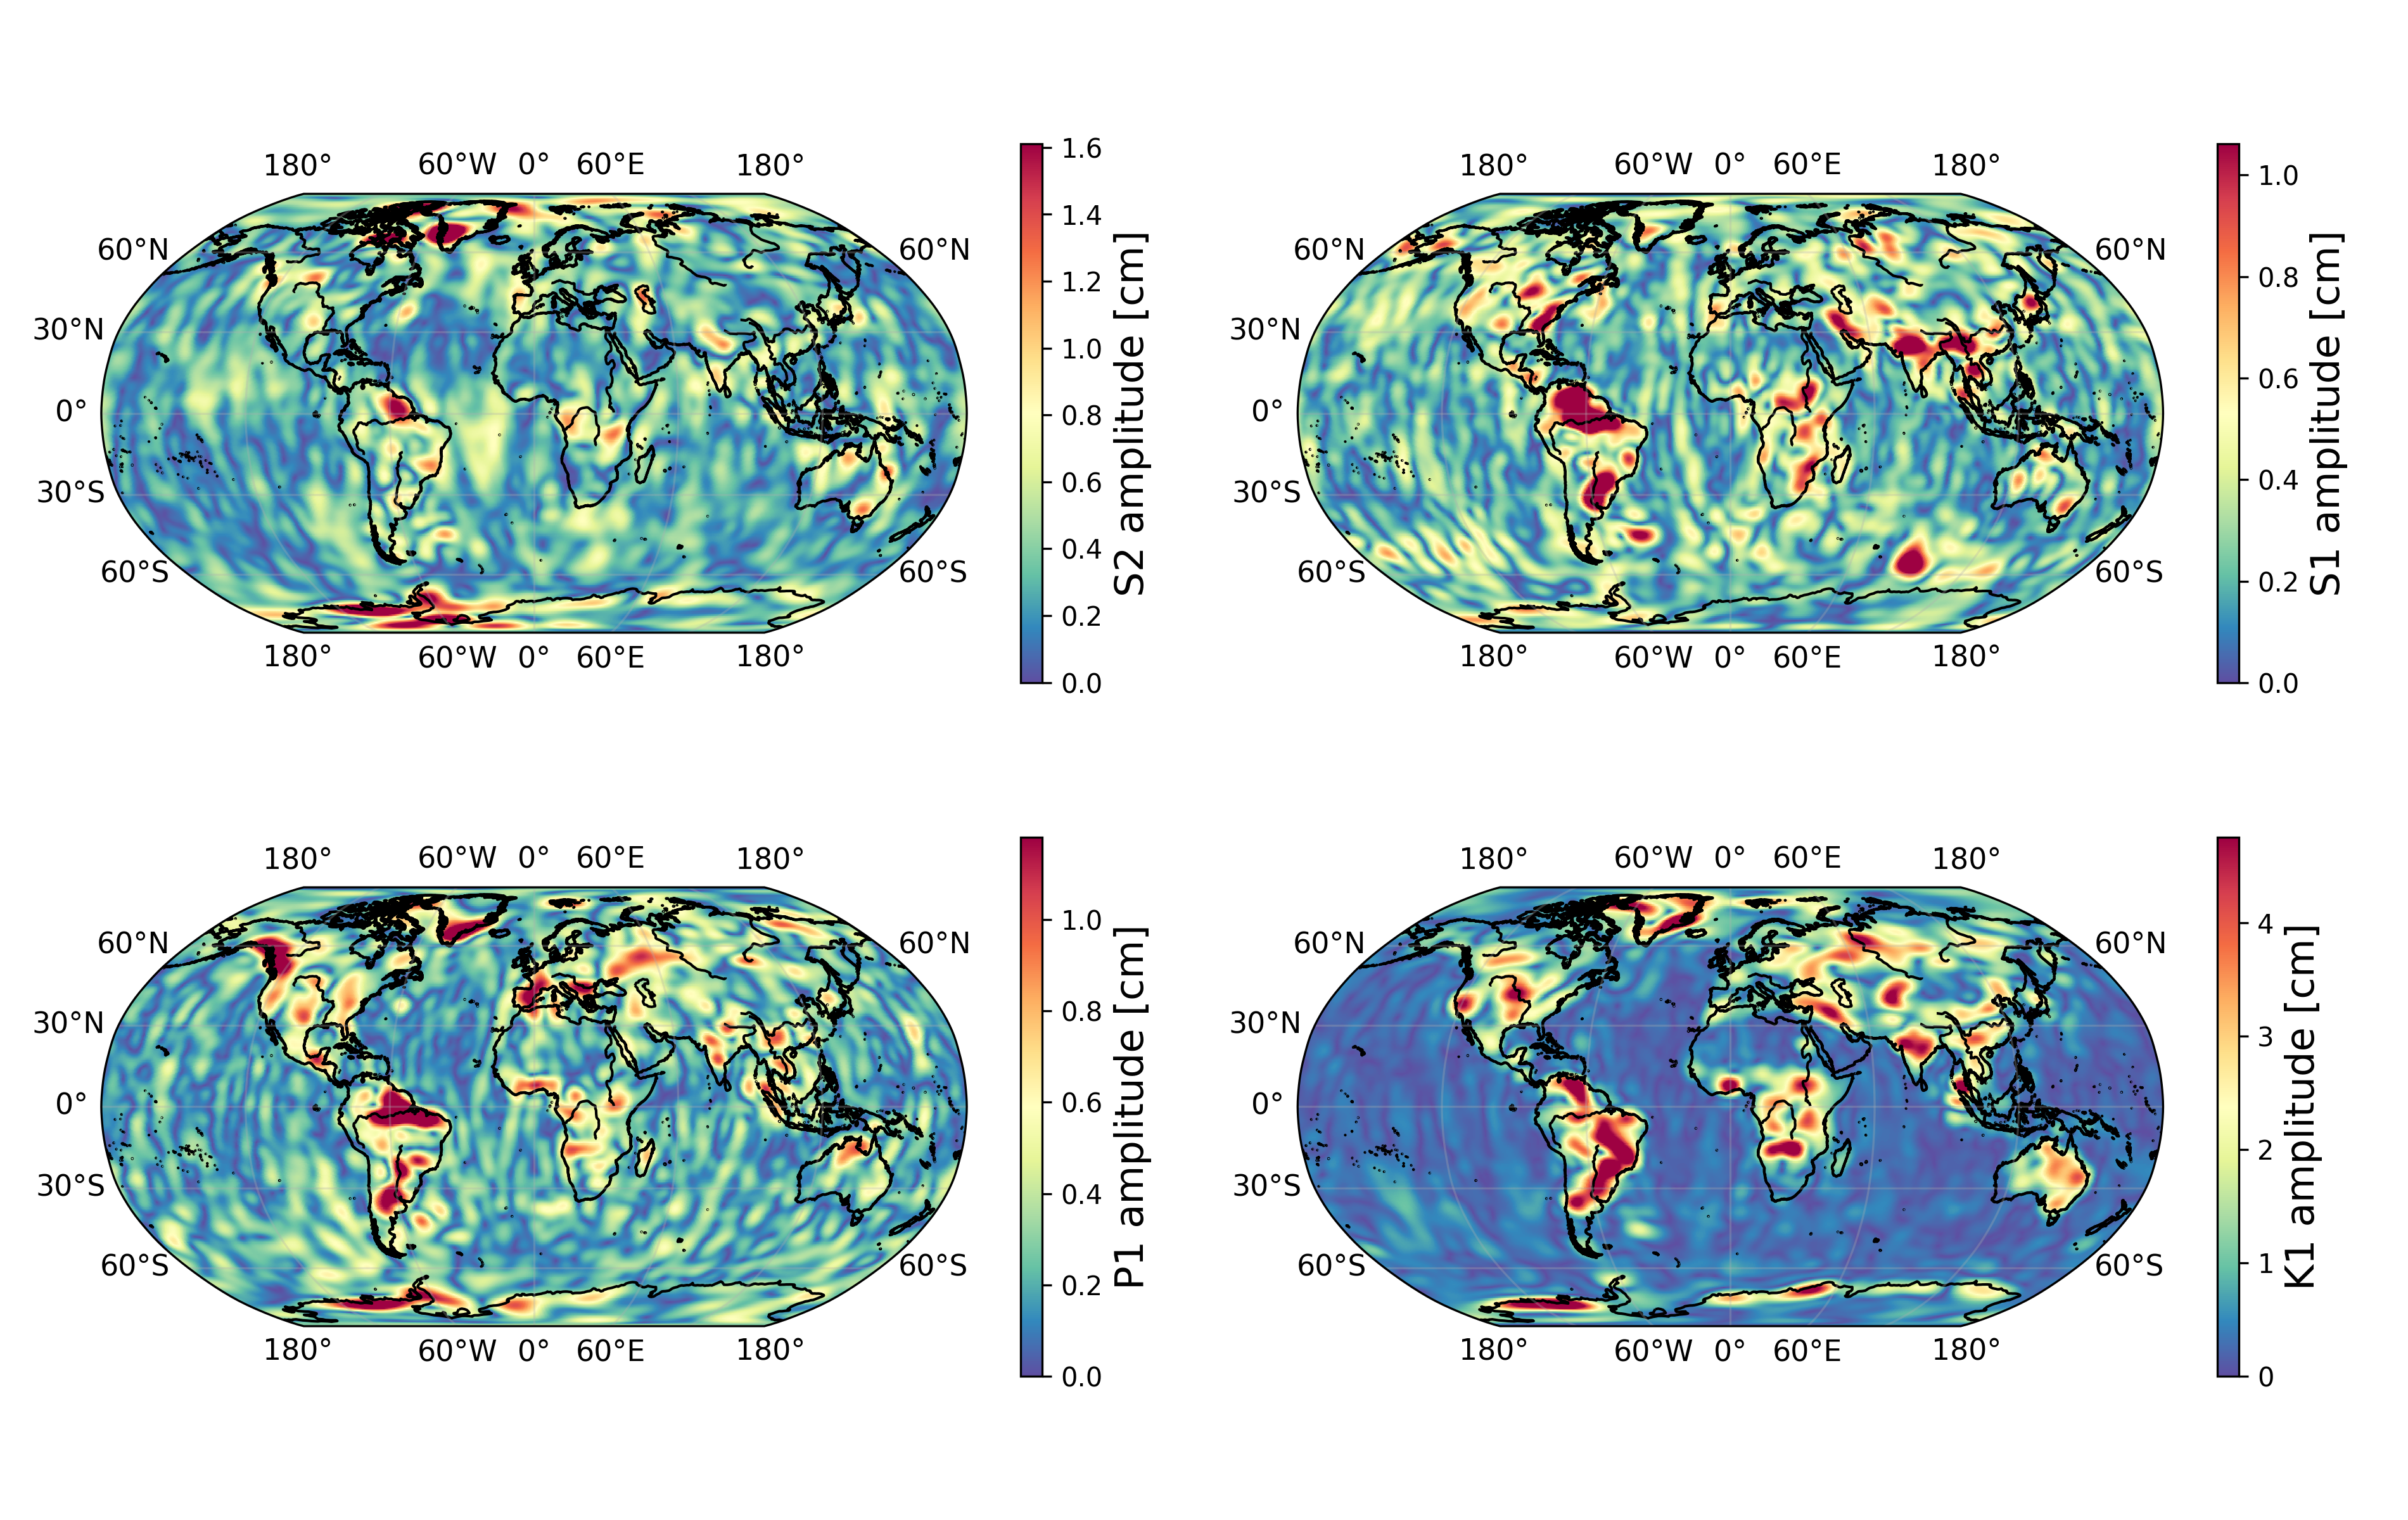 180° 60°W 0° 60°E 180°
60°N 60°N
30°N
0°
30°S
60°S 60°S
180° 60°W 0° 60°E 180°
1.6
1.4
1.2
1.0
0.8
0.6
0.4
0.2
0.0
S2 amplitude [cm]
180° 60°W 0° 60°E 180°
60°N 60°N
30°N
0°
30°S
60°S 60°S
180° 60°W 0° 60°E 180°
1.0
0.8
0.6
0.4
0.2
0.0
S1 amplitude [cm]
180° 60°W 0° 60°E 180°
60°N 60°N
30°N
0°
30°S
60°S 60°S
180° 60°W 0° 60°E 180°
1.0
0.8
0.6
0.4
0.2
0.0
P1 amplitude [cm]
180° 60°W 0° 60°E 180°
60°N 60°N
30°N
0°
30°S
60°S 60°S
180° 60°W 0° 60°E 180°
4
3
2
1
0
K1 amplitude [cm]